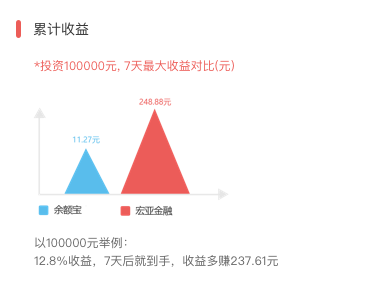 累计收益
*投资100000元, 7天最大收益对比(元)
248.88元
11.27元
余额宝
宏亚金融
以100000元举例：
12.8%收益，7天后就到手，收益多赚237.61元